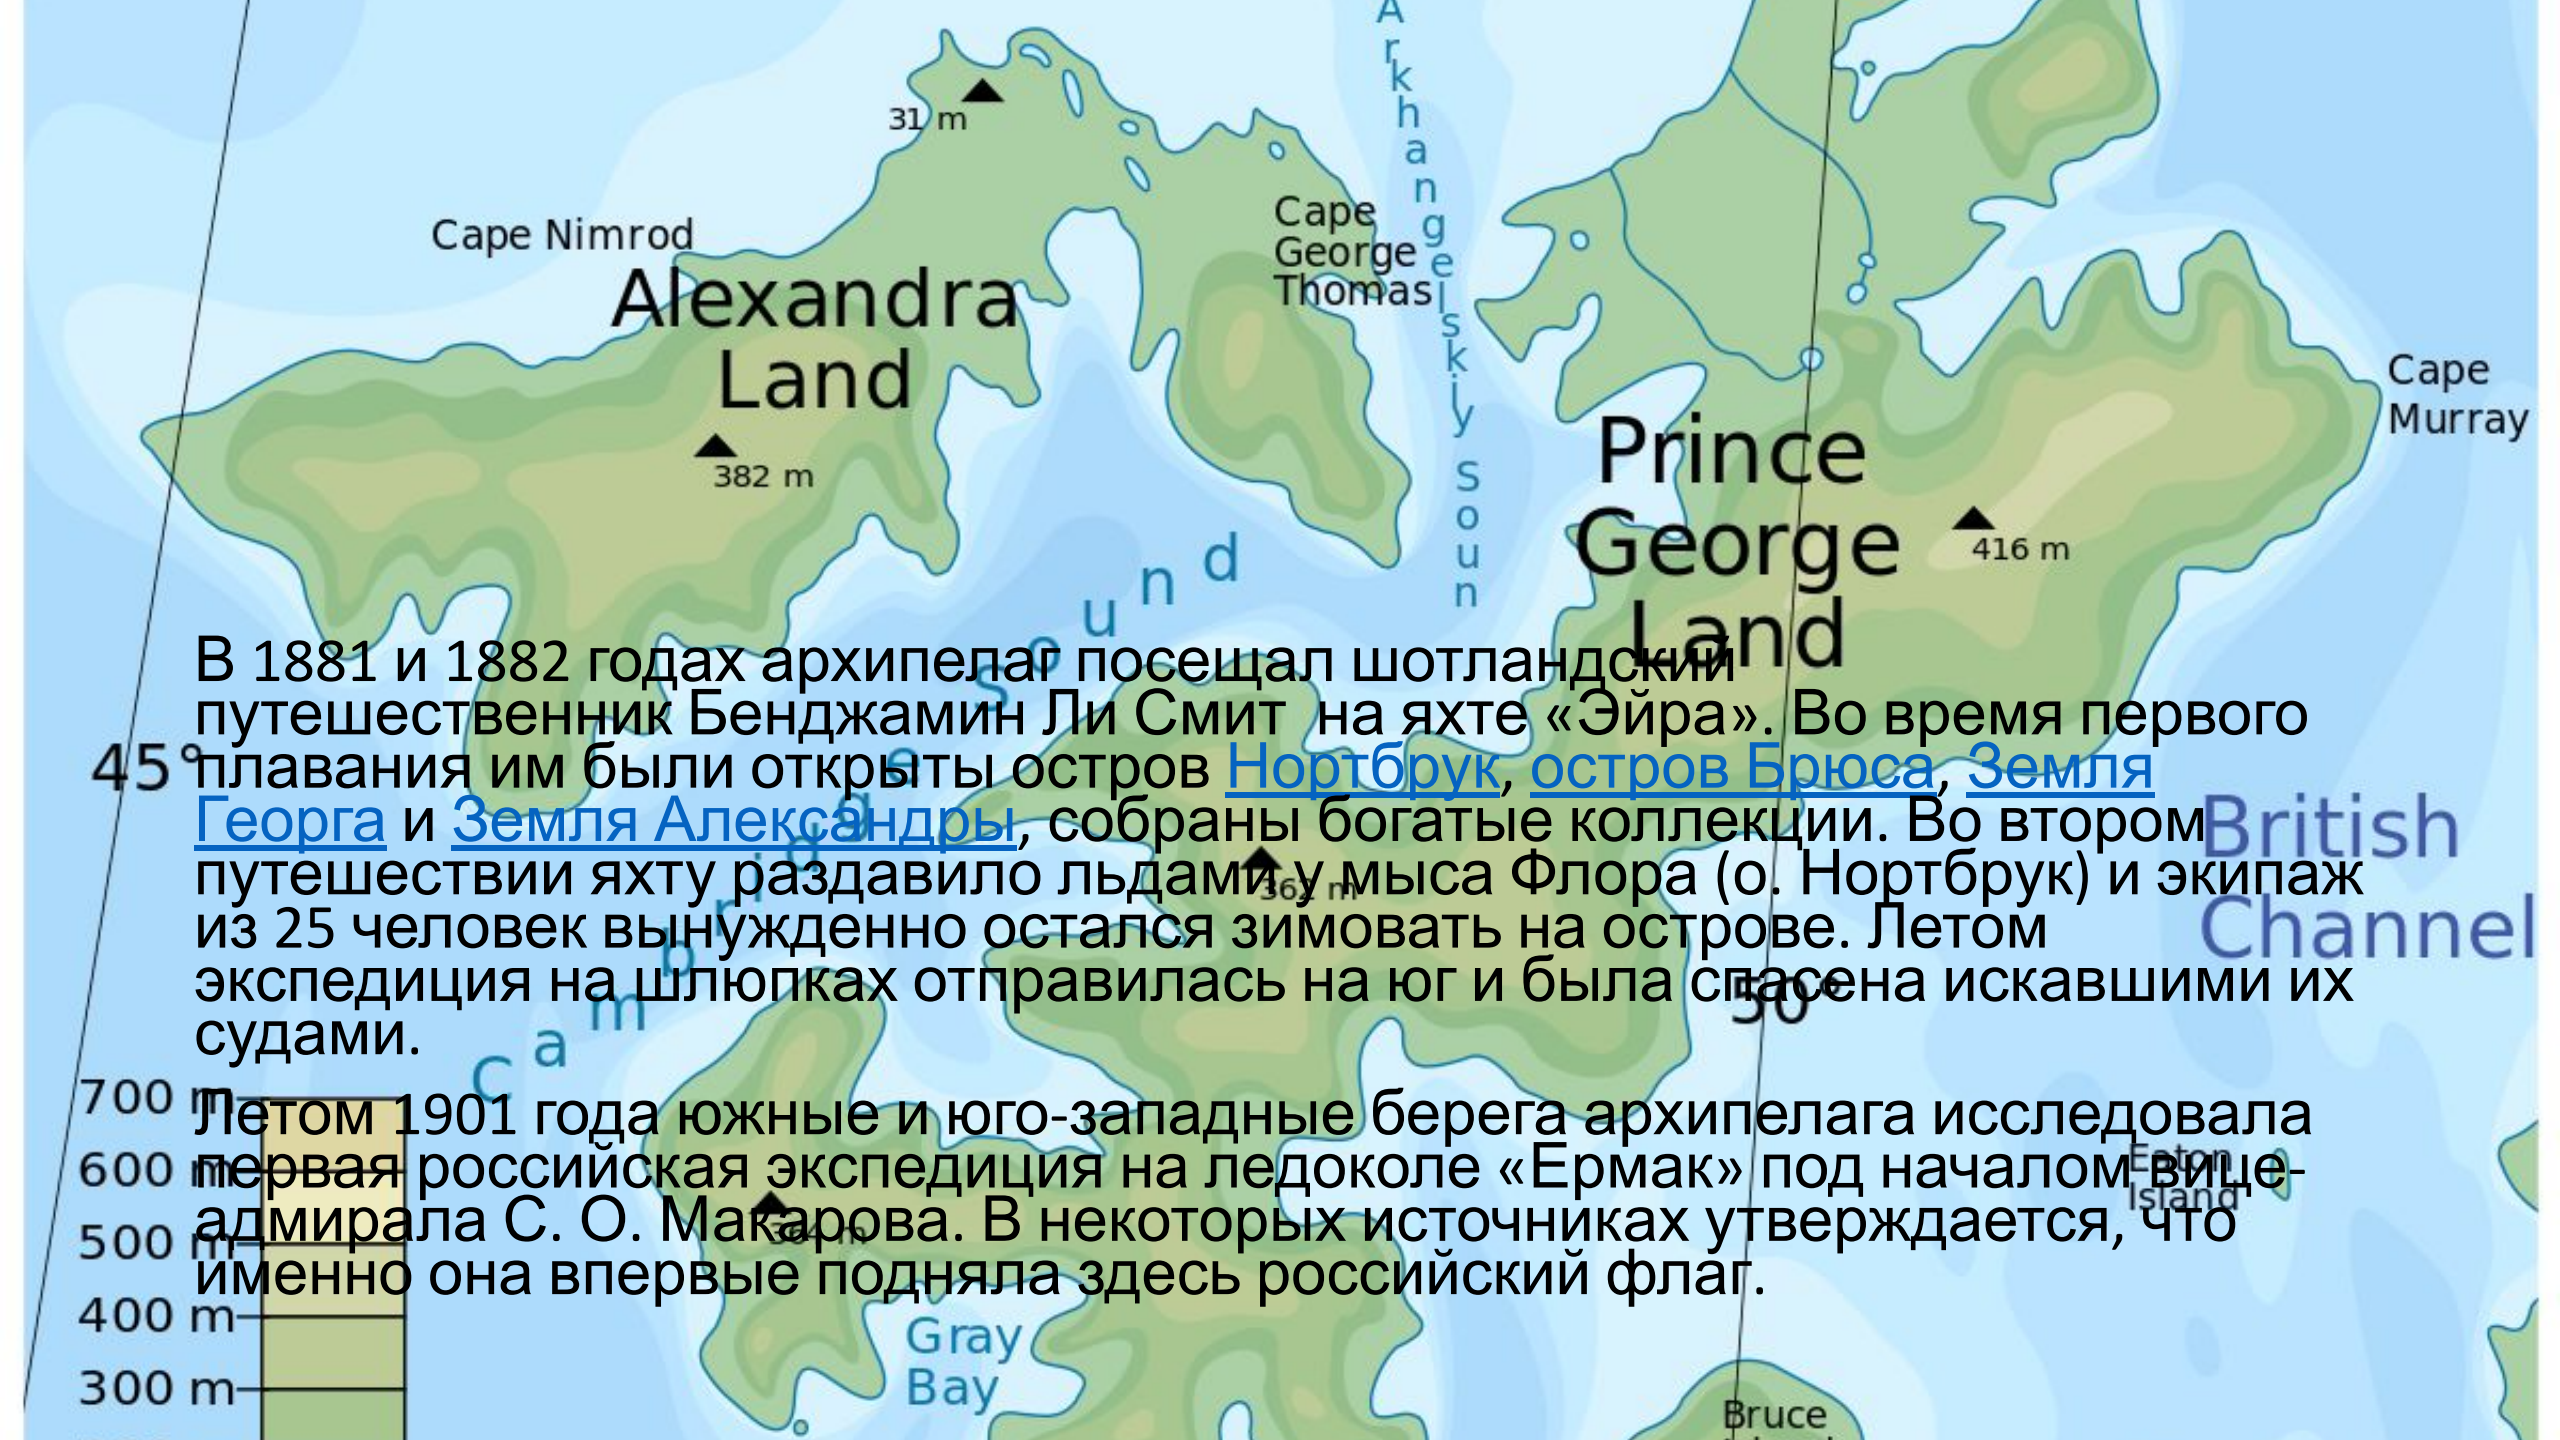 Arkhangelskiy Soun
31 m
Cape Nimrod
Cape
George
Thomas
Alexandra
Land
382 m
Cape
Murray
Prince
George
Land
416 m
Cambridge Sound
В 1881 и 1882 годах архипелаг посещал шотландский
путешественник Бенджамин Ли Смит на яхте «Эйра». Во время первого
плавания им были открыты остров Нортбрук, остров Брюса, Земля
Георга и Земля Александры, собраны богатые коллекции. Во втором
путешествии яхту раздавило льдами у мыса Флора (о. Нортбрук) и экипаж
из 25 человек вынужденно остался зимовать на острове. Летом
экспедиция на шлюпках отправилась на юг и была спасена искавшими их
судами.
Летом 1901 года южные и юго-западные берега архипелага исследовала
первая российская экспедиция на ледоколе «Ермак» под началом вице-
адмирала С. О. Макарова. В некоторых источниках утверждается, что
именно она впервые подняла здесь российский флаг.
45°
British
Channel
362 m
50°
700 m
600 m
500 m
400 m
300 m
Eaton
Island
Gray
Bay
Bruce